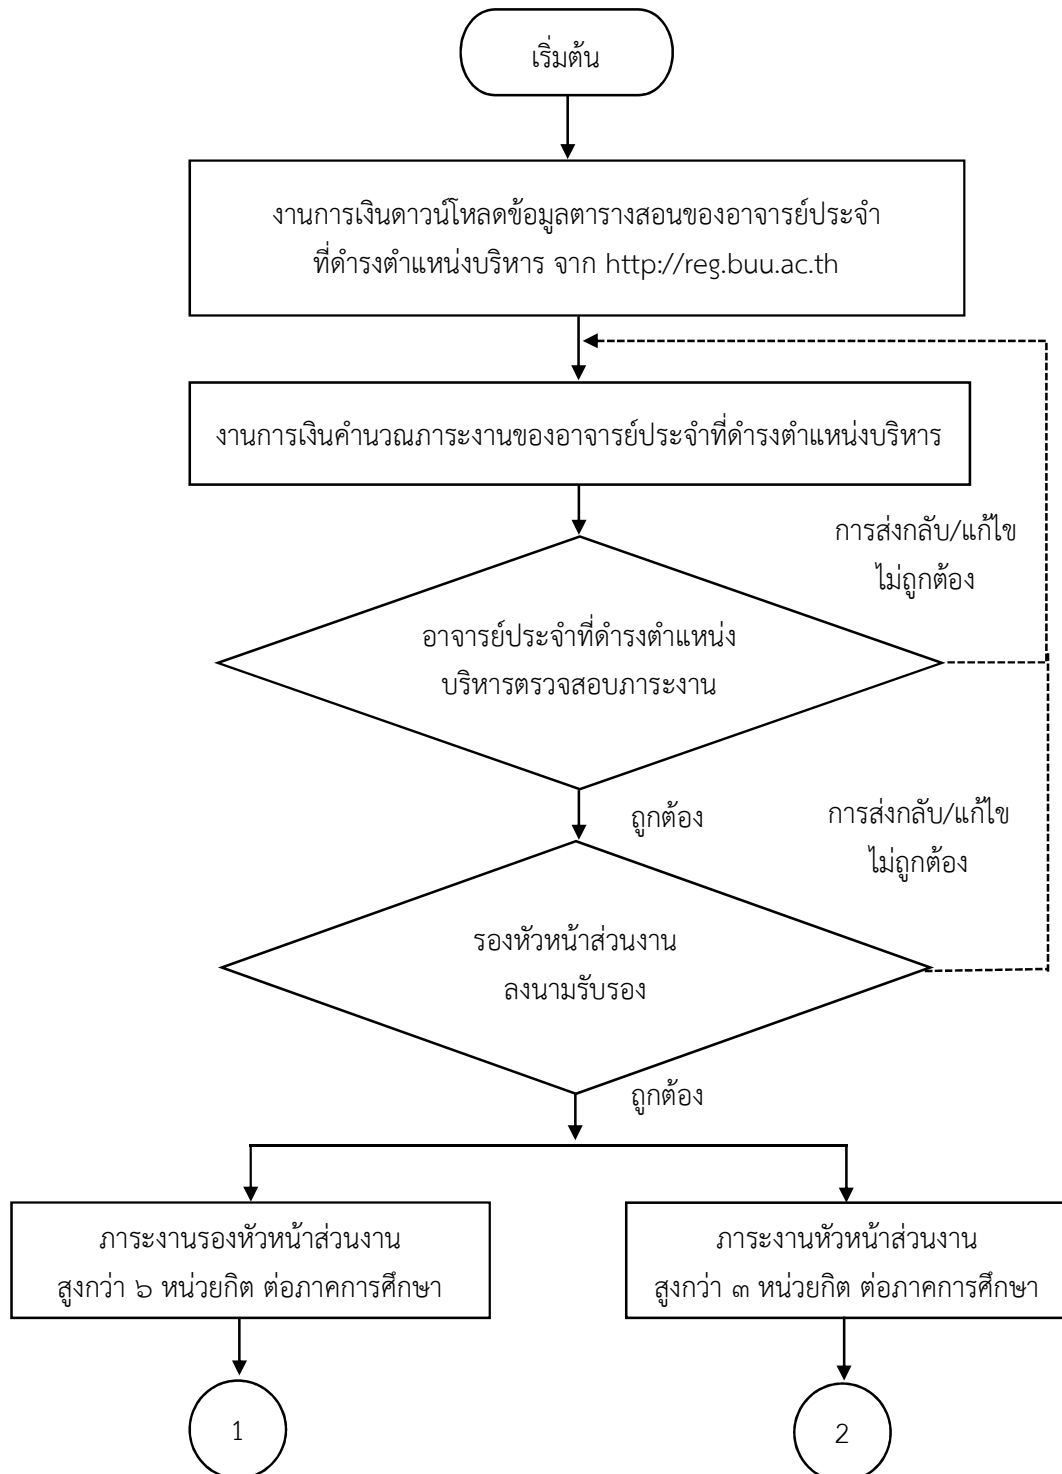 เริ่มต้น
งานการเงินดาวน์โหลดข้อมูลตารางสอนของอาจารย์ประจำ
ที่ดำรงตำแหน่งบริหาร จาก http://reg.buu.ac.th
งานการเงินคำนวณภาระงานของอาจารย์ประจำที่ดำรงตำแหน่งบริหาร
การส่งกลับ/แก้ไข
ไม่ถูกต้อง
อาจารย์ประจำที่ดำรงตำแหน่ง
บริหารตรวจสอบภาระงาน
ถูกต้อง
การส่งกลับ/แก้ไข
ไม่ถูกต้อง
รองหัวหน้าส่วนงาน
ลงนามรับรอง
ถูกต้อง
ภาระงานรองหัวหน้าส่วนงาน
สูงกว่า ๖ หน่วยกิต ต่อภาคการศึกษา
ภาระงานหัวหน้าส่วนงาน
สูงกว่า ๓ หน่วยกิต ต่อภาคการศึกษา
1
2